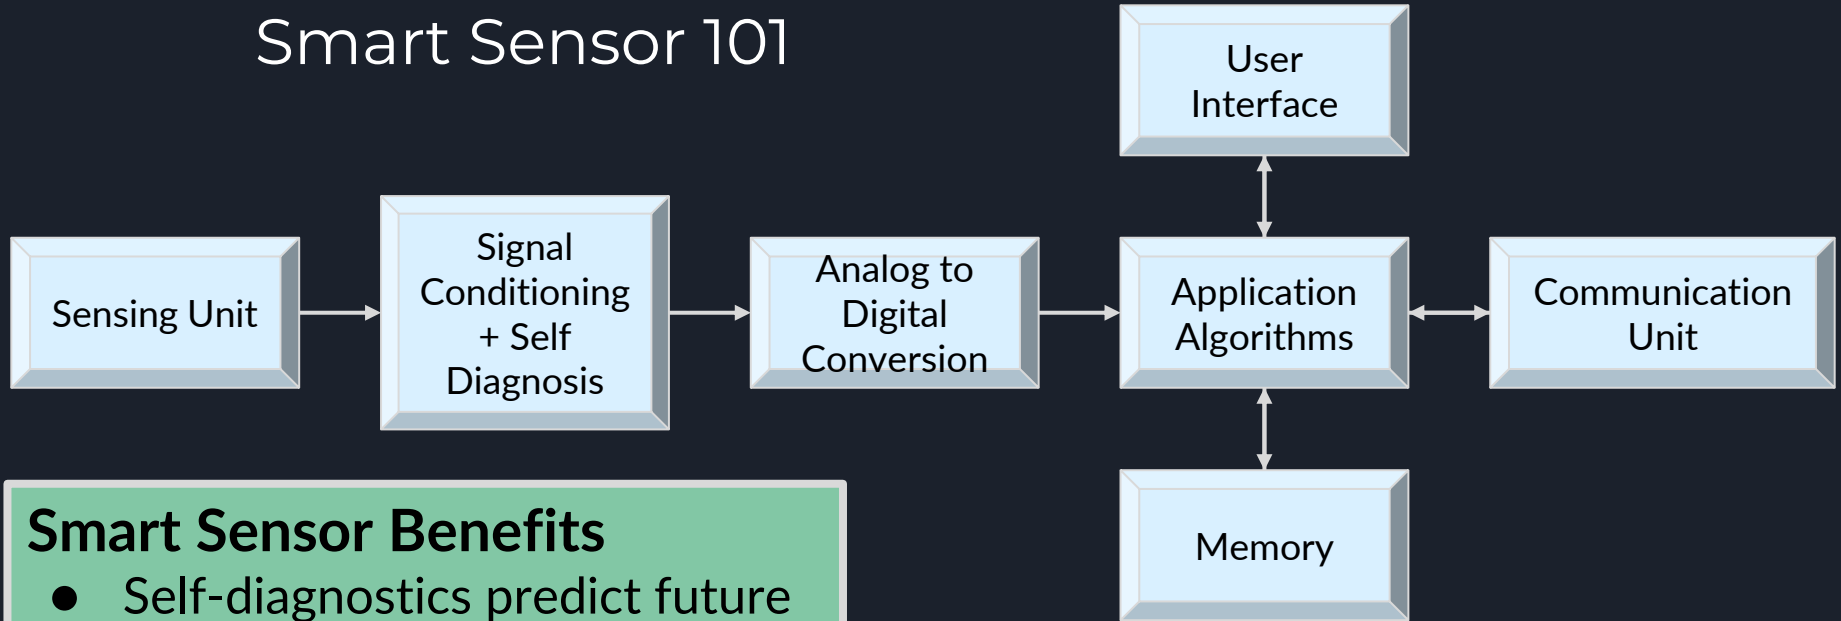 Smart Sensor 101
User
Interface
Sensing Unit
Signal
Conditioning
+ Self
Diagnosis
Analog to
Digital
Conversion
Application
Algorithms
Communication
Unit
Memory
Smart Sensor Benefits
● Self-diagnostics predict future